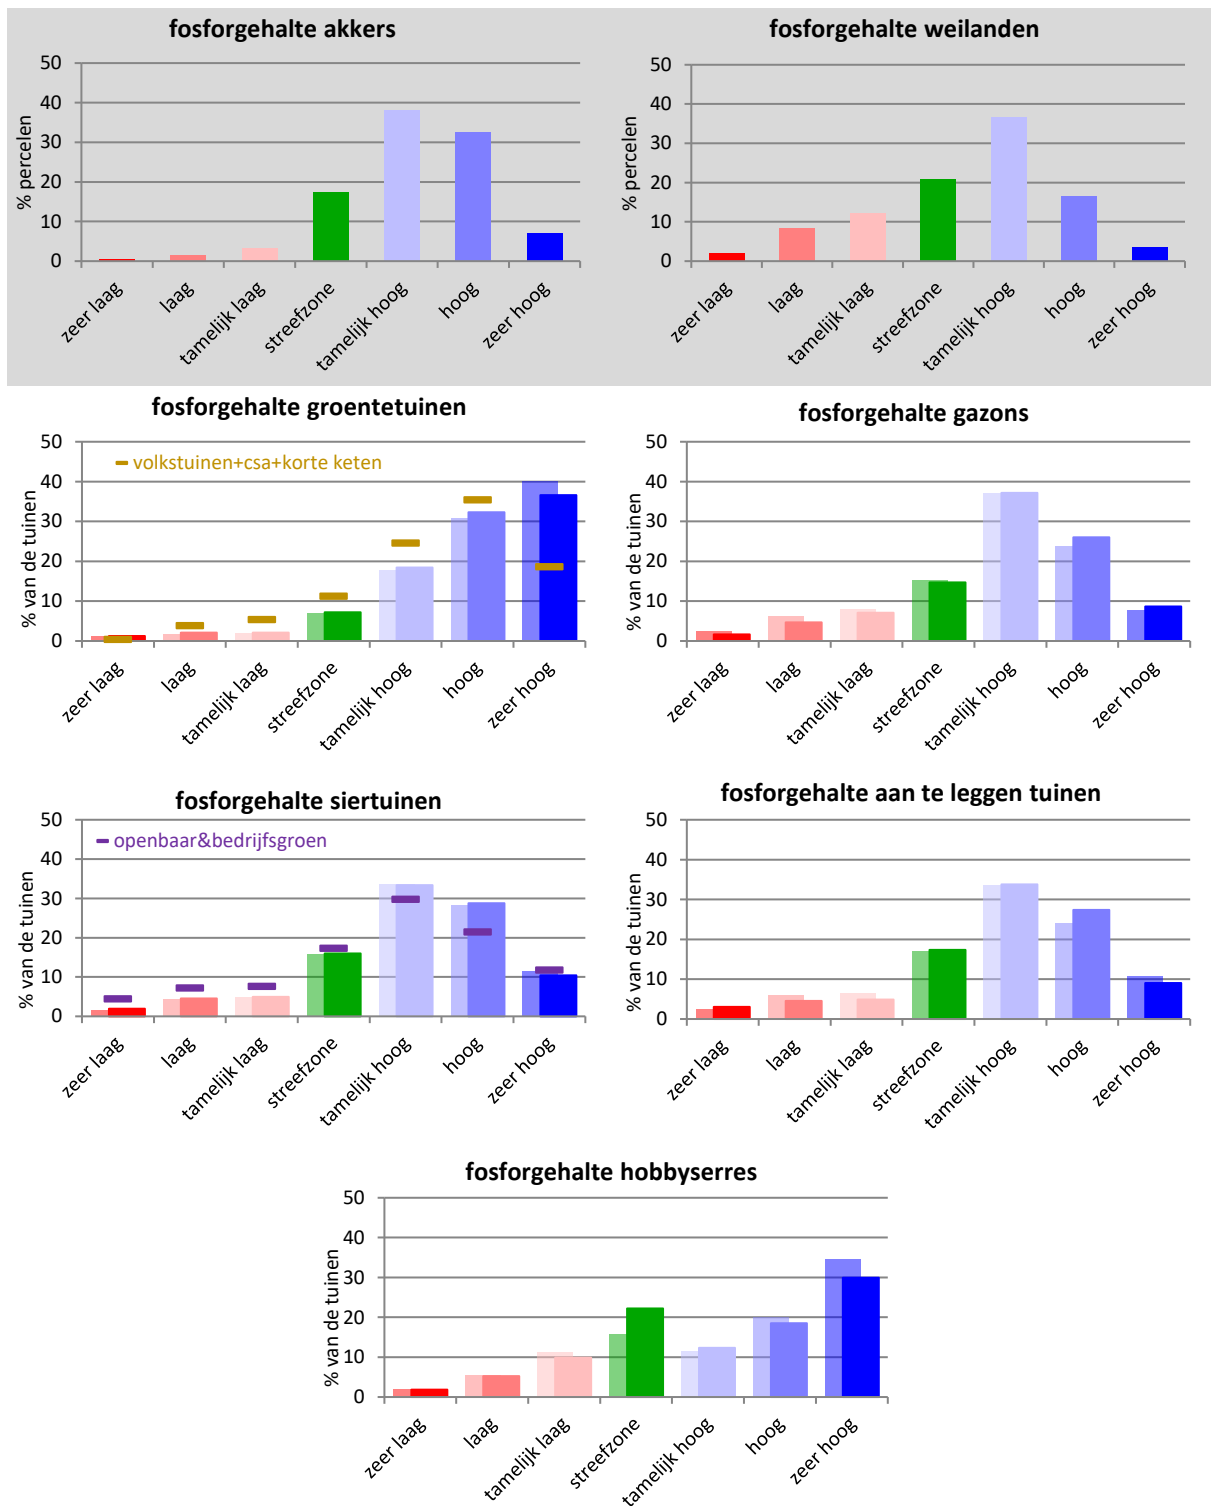 fosforgehalte akkers
% percelen
50
40
30
20
10
0
zeer laag
laag
tamelijk laag
streefzone
tamelijk hoog
hoog
zeer hoog
fosforgehalte weilanden
% percelen
50
40
30
20
10
0
zeer laag
laag
tamelijk laag
streefzone
tamelijk hoog
hoog
zeer hoog
fosforgehalte groentetuinen
% van de tuinen
50
40
30
20
10
0
volkstuinen+csa+korte keten
zeer laag
laag
tamelijk laag
streefzone
tamelijk hoog
hoog
zeer hoog
fosforgehalte gazons
% van de tuinen
50
40
30
20
10
0
zeer laag
laag
tamelijk laag
streefzone
tamelijk hoog
hoog
zeer hoog
fosforgehalte siertuinen
% van de tuinen
50
40
30
20
10
0
openbaar&bedrijfsgroen
zeer laag
laag
tamelijk laag
streefzone
tamelijk hoog
hoog
zeer hoog
fosforgehalte aan te leggen tuinen
% van de tuinen
50
40
30
20
10
0
zeer laag
laag
tamelijk laag
streefzone
tamelijk hoog
hoog
zeer hoog
fosforgehalte hobbyserres
% van de tuinen
50
40
30
20
10
0
zeer laag
laag
tamelijk laag
streefzone
tamelijk hoog
hoog
zeer hoog